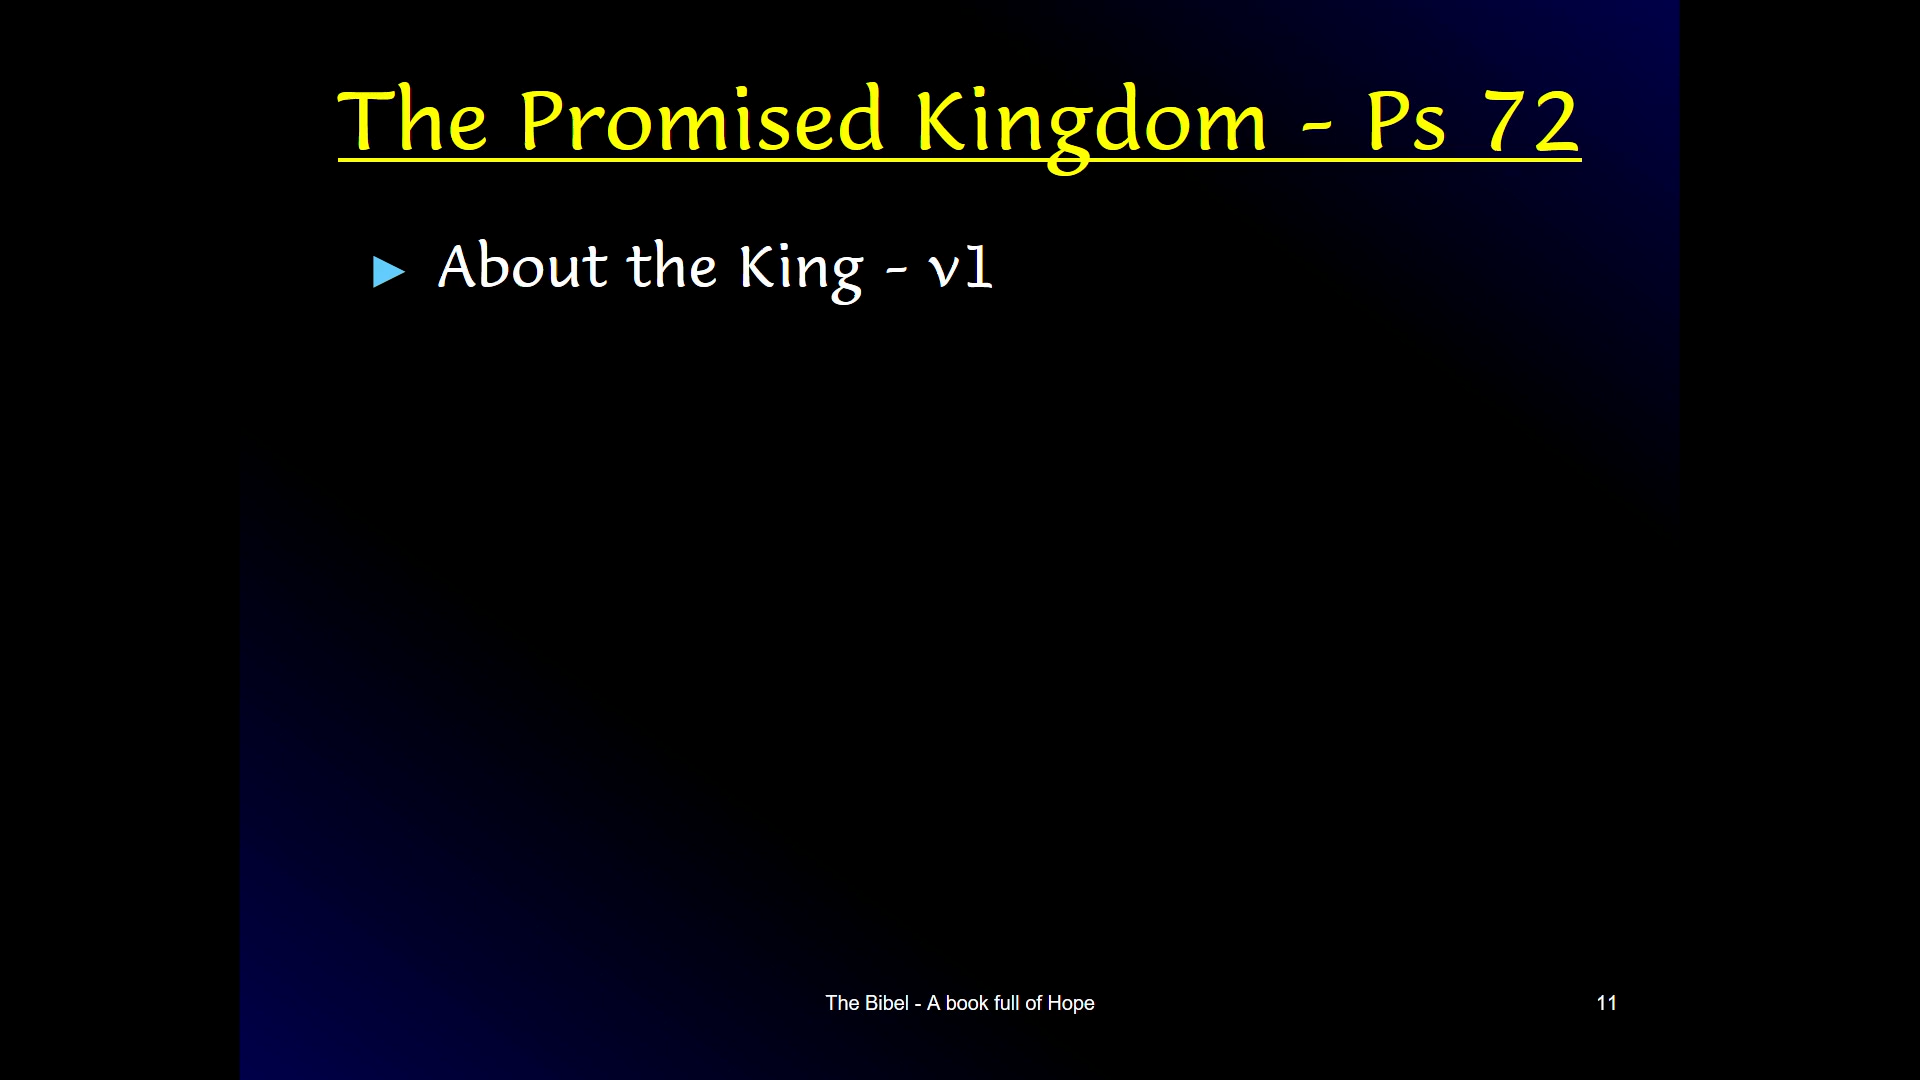 The Promised Kingdom - Ps 72
► About the King - v1
The Bibel - A book full of Hope
11